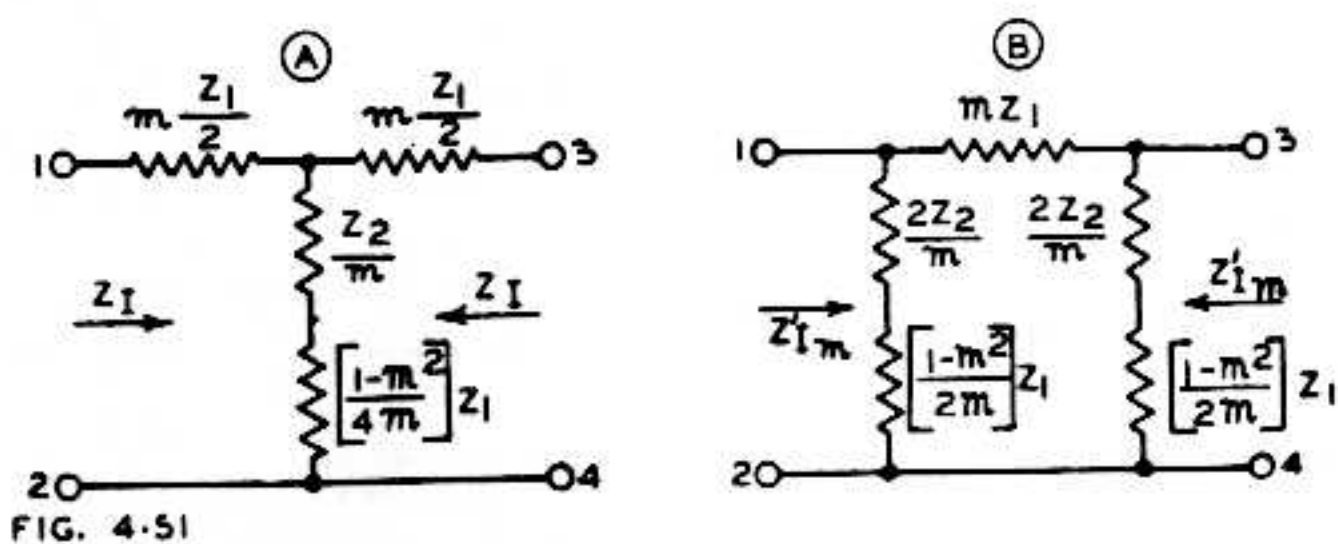 A
B
m Z1/2
m Z1/2
m Z1
1
3
1
3
Z2/m
2Z2/m
2Z2/m
ZI
ZI
Z'Im
Z'Im
[1-m²/4m] Z1
[1-m²/2m] Z1
[1-m²/2m] Z1
2
4
2
4
FIG. 4.51